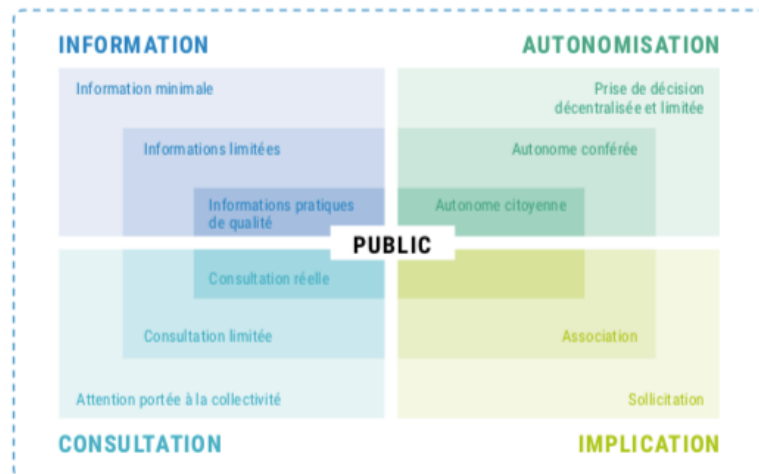 INFORMATION
Information minimale
Informations limitées
Informations pratiques
de qualité
AUTONOMISATION
Prise de décision
décentralisée et limitée
Autonome conférée
Autonome citoyenne
PUBLIC
Consultation réelle
Consultation limitée
Attention portée à la collectivité
CONSULTATION
Association
Sollicitation
IMPLICATION